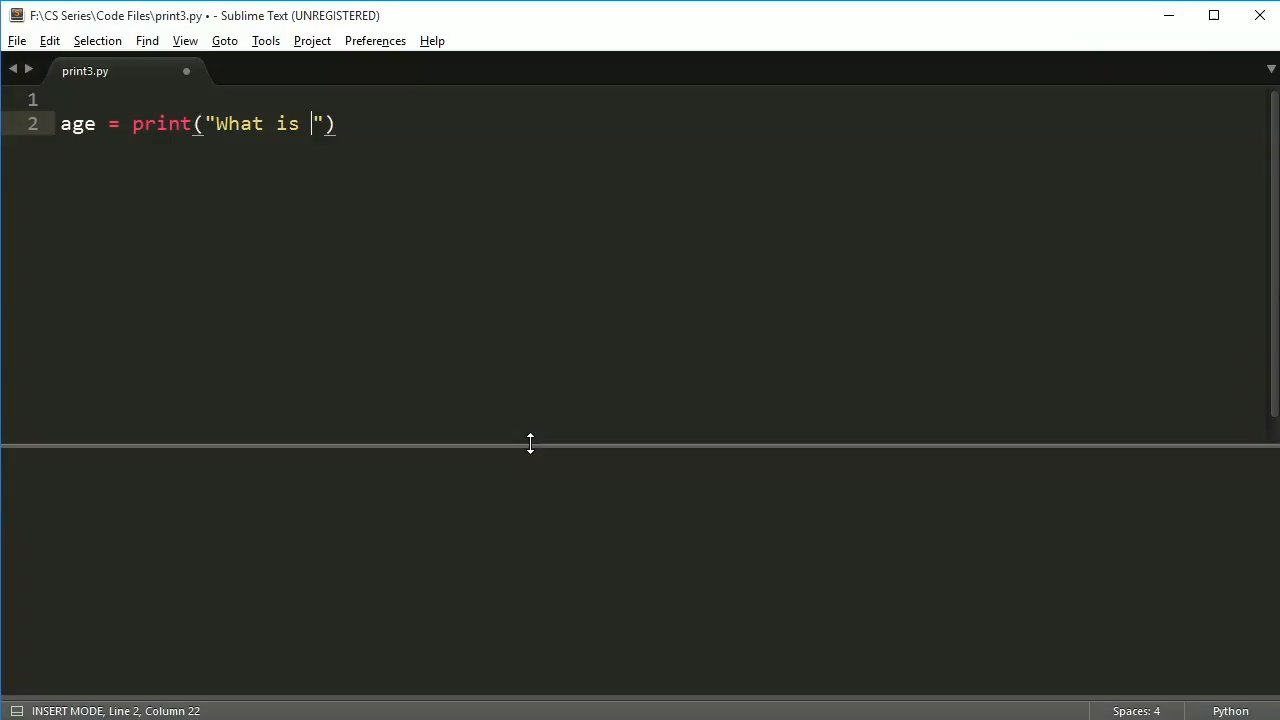 F:\CS Series\Code Files\print3.py • - Sublime Text (UNREGISTERED)
File Edit Selection Find View Goto Tools Project Preferences Help
print3.py
1
2 age = print("What is ")
INSERT MODE, Line 2, Column 22 Spaces: 4 Python